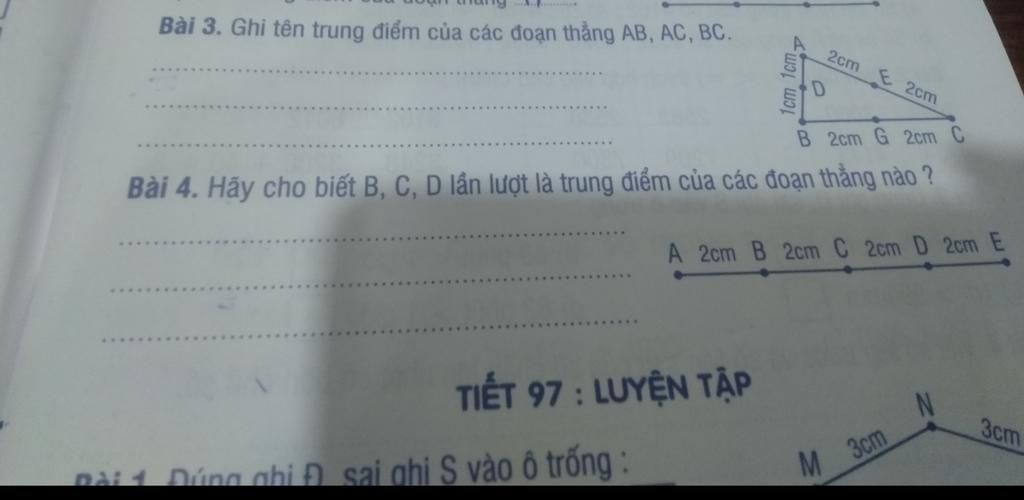 Bài 3. Ghi tên trung điểm của các đoạn thẳng AB, AC, BC.
A
1cm
2cm
E
2cm
1cm
D
B 2cm G 2cm C
Bài 4. Hãy cho biết B, C, D lần lượt là trung điểm của các đoạn thẳng nào ?
A 2cm B 2cm C 2cm D 2cm E
TIẾT 97 : LUYỆN TẬP
N
3cm
3cm
M
Bài 1. Đúng ghi Đ, sai ghi S vào ô trống :